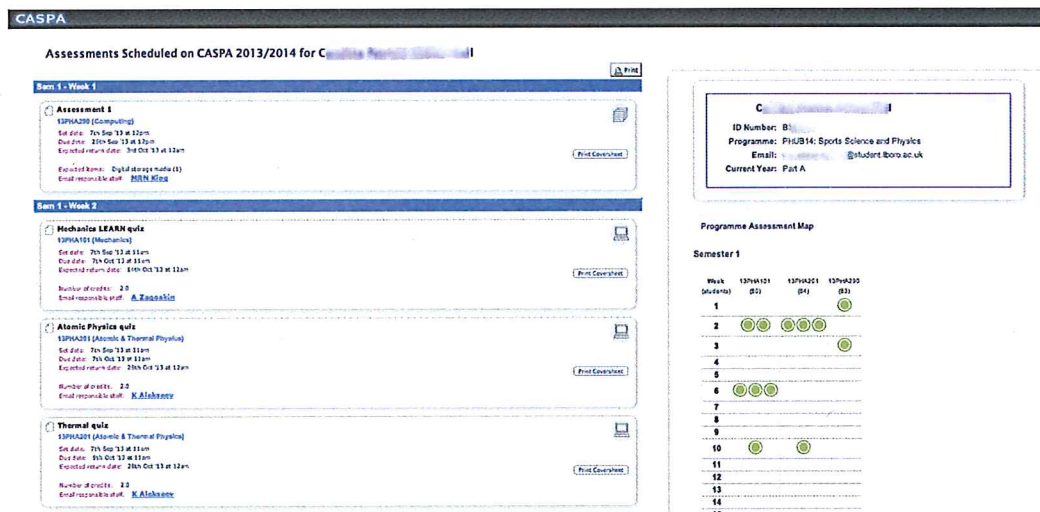 CASPA
Assessments Scheduled on CASPA 2013/2014 for C
Print
Sem 1 - Week 1
Assessment 1
13PHA290 (Computing)
Set date: 7th Sep '13 at 12pm
Due date: 25th Sep '13 at 12pm
Expected return date: 3rd Oct '13 at 12am
Print Coversheet
Expected items: Digital storage media (1)
Email responsible staff: MRN King
Sem 1 - Week 2
Mechanics LEARN quiz
13PHA101 (Mechanics)
Set date: 7th Sep '13 at 11am
Due date: 7th Oct '13 at 11am
Expected return date: 14th Oct '13 at 12am
Print Coversheet
Number of credits: 2.0
Email responsible staff: A Zagoskin
Atomic Physics quiz
13PHA201 (Atomic & Thermal Physics)
Set date: 7th Sep '13 at 11am
Due date: 7th Oct '13 at 11am
Expected return date: 28th Oct '13 at 12am
Print Coversheet
Number of credits: 2.0
Email responsible staff: K Alekseev
Thermal quiz
13PHA201 (Atomic & Thermal Physics)
Set date: 7th Sep '13 at 11am
Due date: 9th Oct '13 at 11am
Expected return date: 28th Oct '13 at 12am
Print Coversheet
Number of credits: 2.0
Email responsible staff: K Alekseev
C
ID Number: B
Programme: PHUB14: Sports Science and Physics
Email: @student.lboro.ac.uk
Current Year: Part A
Programme Assessment Map
Semester 1
Week 13PHA101 13PHA201 13PHA290
(students)
1
2
3
4
5
6
7
8
9
10
11
12
13
14